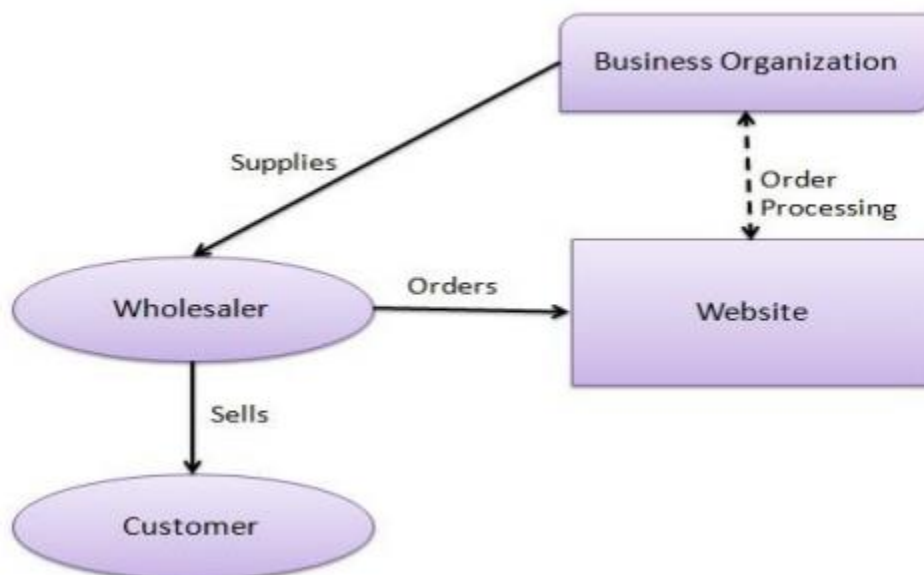 Business Organization
Supplies
Order
Processing
Wholesaler
Orders
Website
Sells
Customer